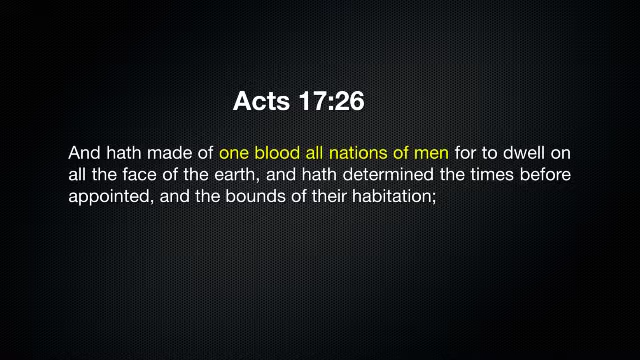 Acts 17:26
And hath made of one blood all nations of men for to dwell on
all the face of the earth, and hath determined the times before
appointed, and the bounds of their habitation;